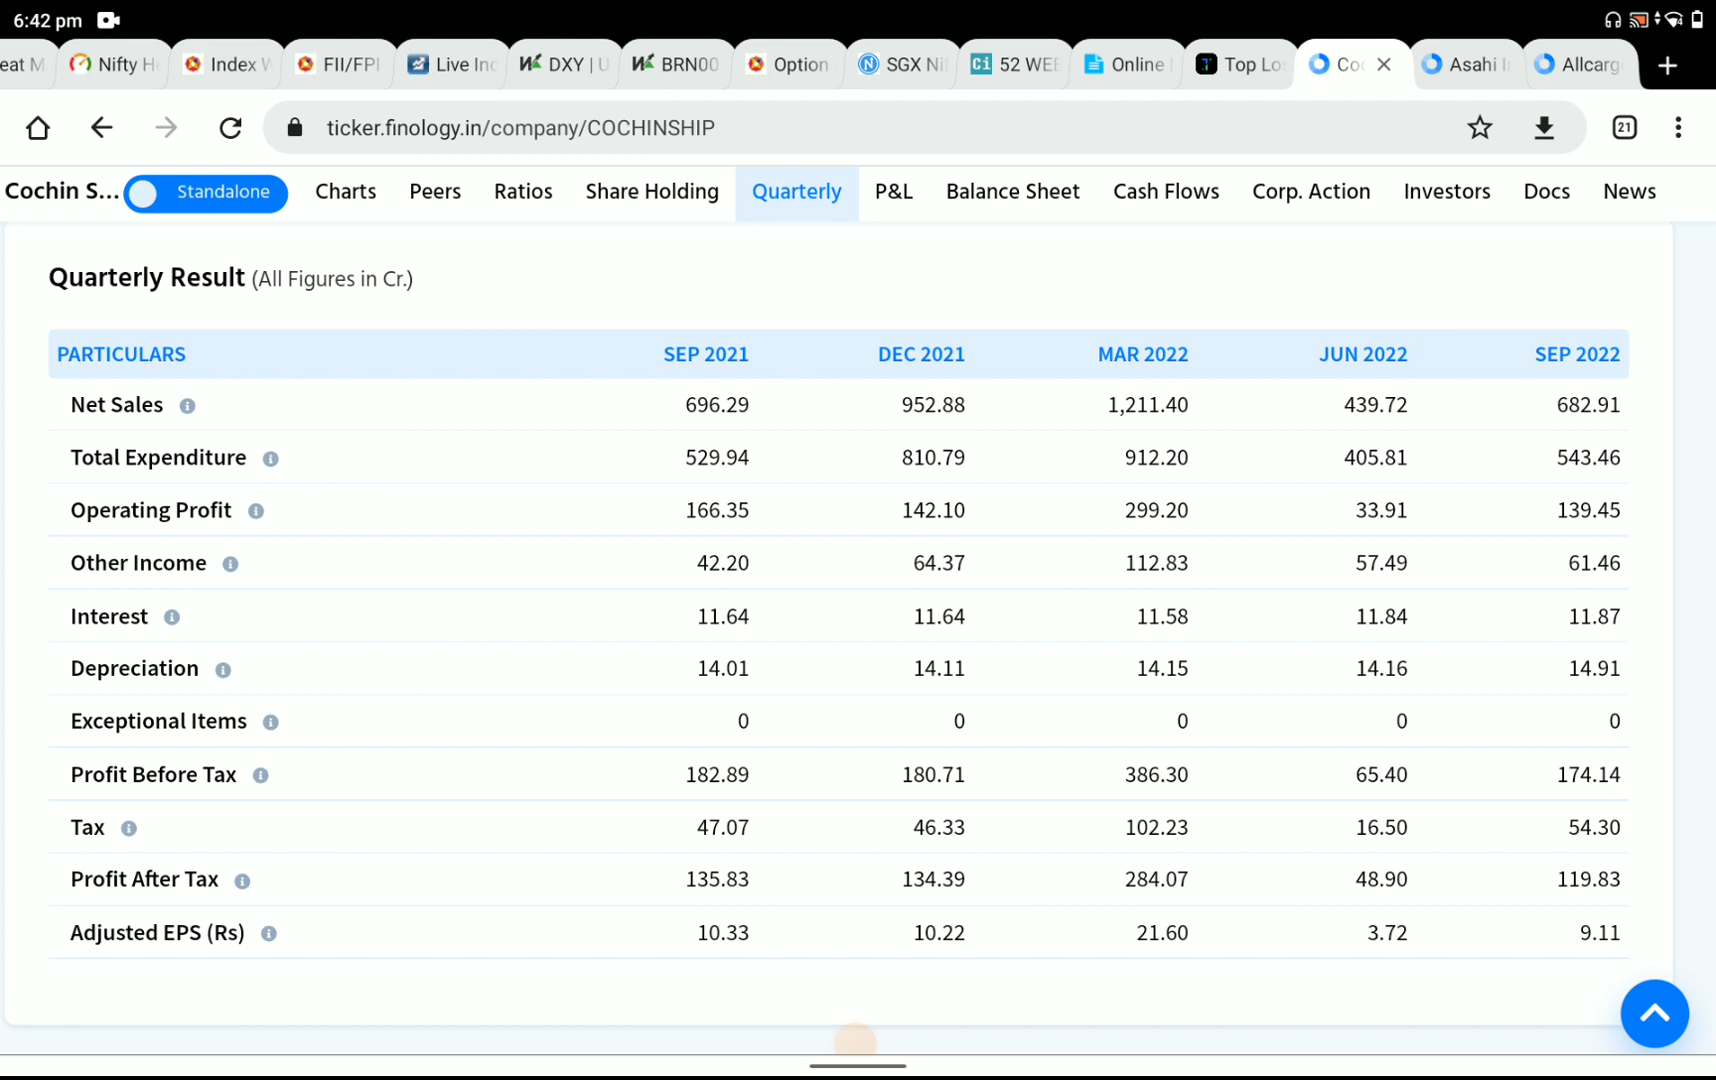 6:42 pm
eat M Nifty H Index W FII/FPI Live Ind DXY | U BRN00 Option SGX Nif Ci 52 WEE Online Top Los Coc Asahi I Allcarg
ticker.finology.in/company/COCHINSHIP 21
Cochin S... Standalone Charts Peers Ratios Share Holding Quarterly P&L Balance Sheet Cash Flows Corp. Action Investors Docs News
Quarterly Result (All Figures in Cr.)
PARTICULARS SEP 2021 DEC 2021 MAR 2022 JUN 2022 SEP 2022
Net Sales 696.29 952.88 1,211.40 439.72 682.91
Total Expenditure 529.94 810.79 912.20 405.81 543.46
Operating Profit 166.35 142.10 299.20 33.91 139.45
Other Income 42.20 64.37 112.83 57.49 61.46
Interest 11.64 11.64 11.58 11.84 11.87
Depreciation 14.01 14.11 14.15 14.16 14.91
Exceptional Items 0 0 0 0 0
Profit Before Tax 182.89 180.71 386.30 65.40 174.14
Tax 47.07 46.33 102.23 16.50 54.30
Profit After Tax 135.83 134.39 284.07 48.90 119.83
Adjusted EPS (Rs) 10.33 10.22 21.60 3.72 9.11